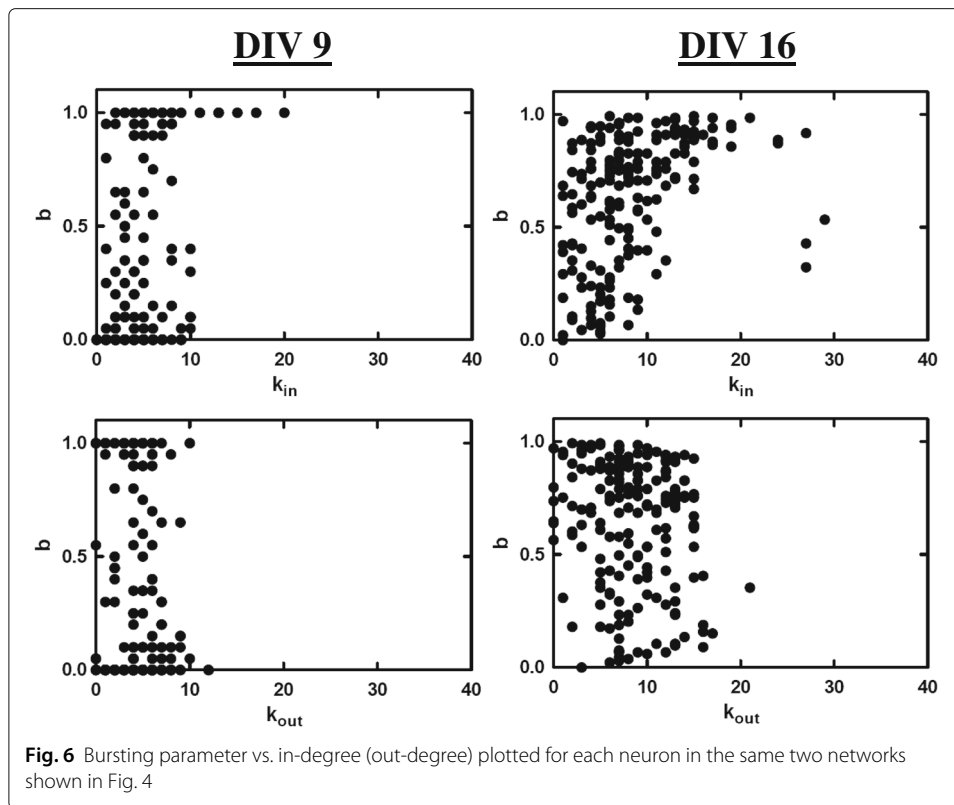 DIV 9
DIV 16
1.0
0.5
0.0
b
0
10
20
30
40
k_in
1.0
0.5
0.0
b
0
10
20
30
40
k_in
1.0
0.5
0.0
b
0
10
20
30
40
k_out
1.0
0.5
0.0
b
0
10
20
30
40
k_out
Fig. 6 Bursting parameter vs. in-degree (out-degree) plotted for each neuron in the same two networks
shown in Fig. 4